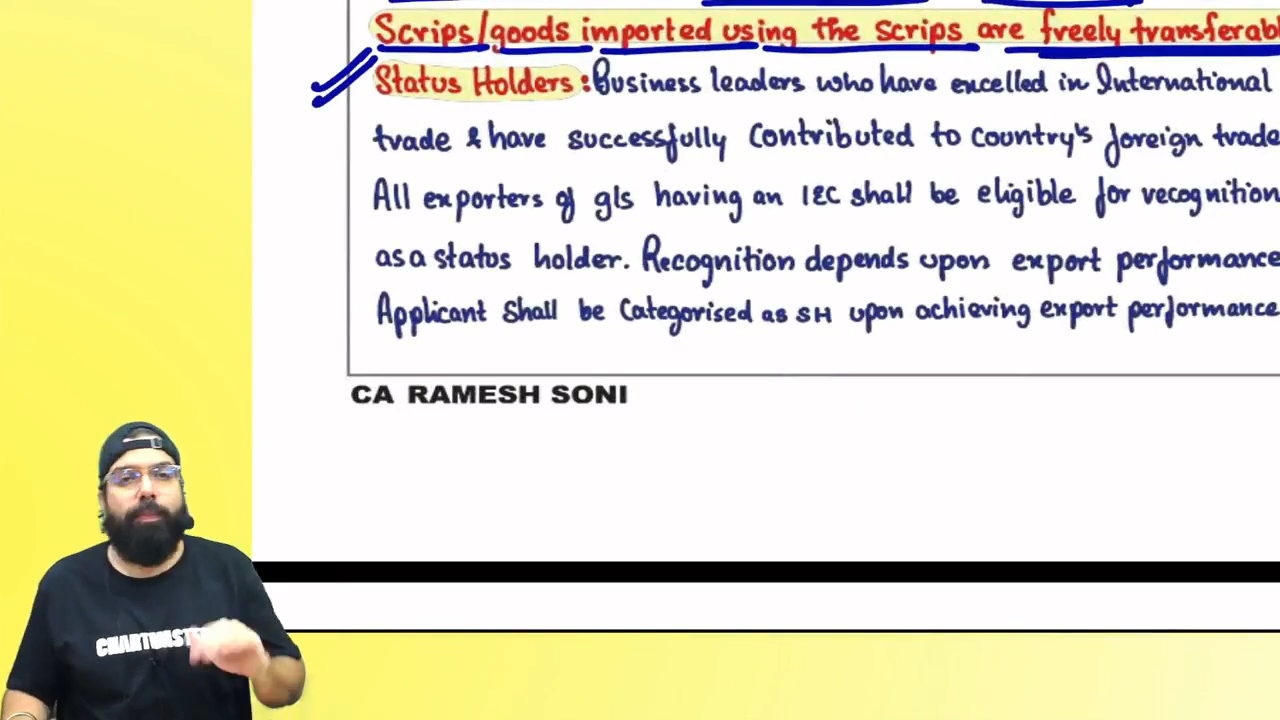 Scrips/goods imported using the scrips are freely transferabl
Status Holders: Business leaders who have excelled in International
trade & have successfully Contributed to Country's foreign trade
All exporters of gls having an IEC shall be eligible for recognition
as a status holder. Recognition depends upon export performance
Applicant Shall be Categorised as SH upon achieving export performance
CA RAMESH SONI